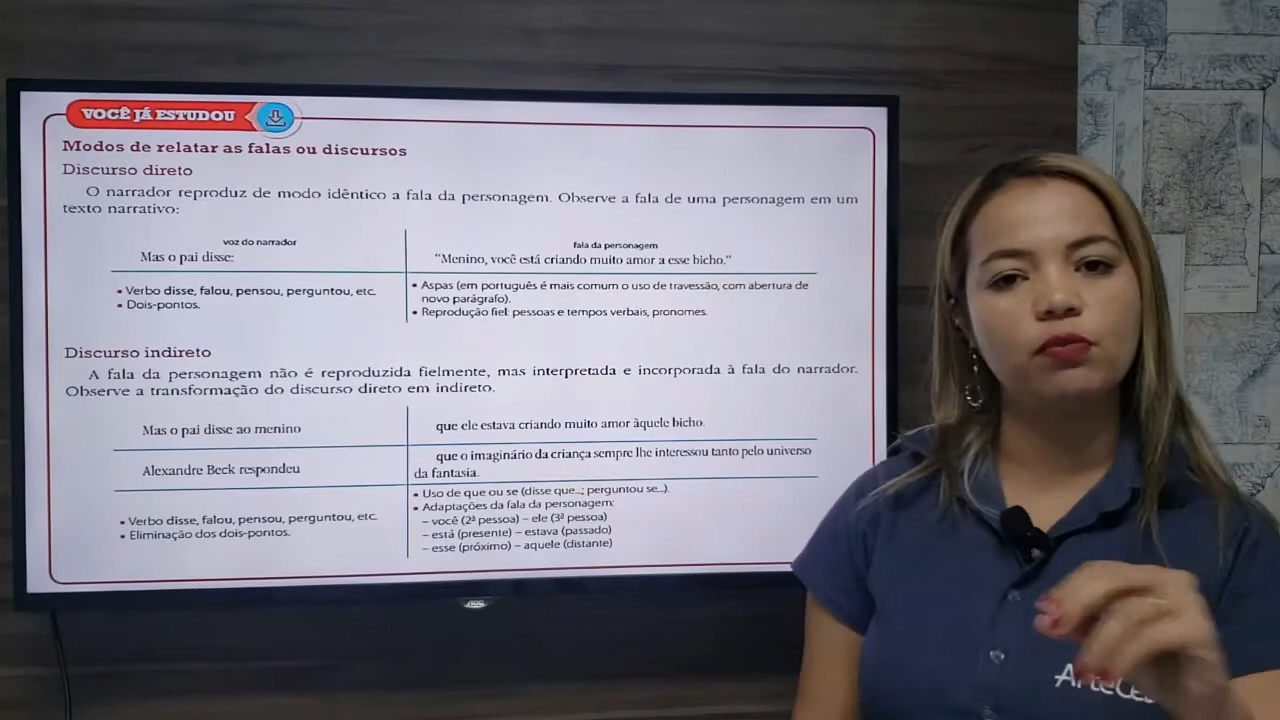 VOCÊ JÁ ESTUDOU
Modos de relatar as falas ou discursos
Discurso direto
O narrador reproduz de modo idêntico a fala da personagem. Observe a fala de uma personagem em um
texto narrativo:
voz do narrador
Mas o pai disse:
fala da personagem
"Menino, você está criando muito amor a esse bicho."
• Verbo disse, falou, pensou, perguntou, etc.
• Dois-pontos.
• Aspas (em português é mais comum o uso de travessão, com abertura de
novo parágrafo).
• Reprodução fiel: pessoas e tempos verbais, pronomes.
Discurso indireto
A fala da personagem não é reproduzida fielmente, mas interpretada e incorporada à fala do narrador.
Observe a transformação do discurso direto em indireto.
Mas o pai disse ao menino
que ele estava criando muito amor àquele bicho.
Alexandre Beck respondeu
que o imaginário da criança sempre lhe interessou tanto pelo universo
da fantasia.
• Verbo disse, falou, pensou, perguntou, etc.
• Eliminação dos dois-pontos.
• Uso de que ou se (disse que...; perguntou se...).
• Adaptações da fala da personagem:
– você (2ª pessoa) – ele (3ª pessoa)
– está (presente) – estava (passado)
– esse (próximo) – aquele (distante)
AOC